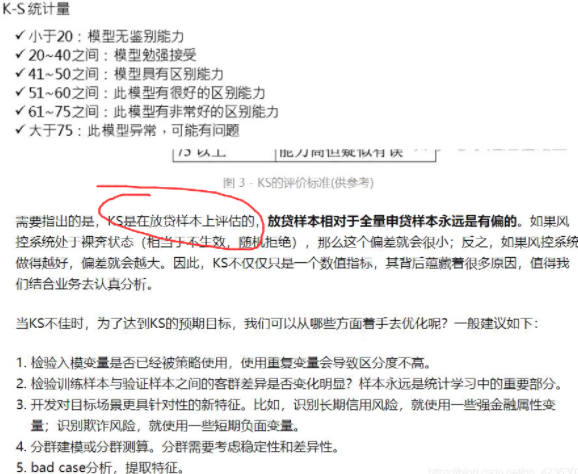 K-S 统计量
✓ 小于20：模型无鉴别能力
✓ 20~40之间：模型勉强接受
✓ 41~50之间：模型具有区别能力
✓ 51~60之间：此模型有很好的区别能力
✓ 61~75之间：此模型有非常好的区别能力
✓ 大于75：此模型异常，可能有问题
75 以上 能力高但疑似有误
图 3 - KS的评价标准(供参考)
需要指出的是，KS是在放贷样本上评估的，放贷样本相对于全量申贷样本永远是有偏的。如果风
控系统处于裸奔状态（相当于不生效，随机拒绝），那么这个偏差就会很小；反之，如果风控系统
做得越好，偏差就会越大。因此，KS不仅仅只是一个数值指标，其背后蕴藏着很多原因，值得我
们结合业务去认真分析。
当KS不佳时，为了达到KS的预期目标，我们可以从哪些方面着手去优化呢？一般建议如下：
1. 检验入模变量是否已经被策略使用，使用重复变量会导致区分度不高。
2. 检验训练样本与验证样本之间的客群差异是否变化明显？样本永远是统计学习中的重要部分。
3. 开发对目标场景更具针对性的新特征。比如，识别长期信用风险，就使用一些强金融属性变
量；识别欺诈风险，就使用一些短期负面变量。
4. 分群建模或分群测算。分群需要考虑稳定性和差异性。
5. bad case分析，提取特征。